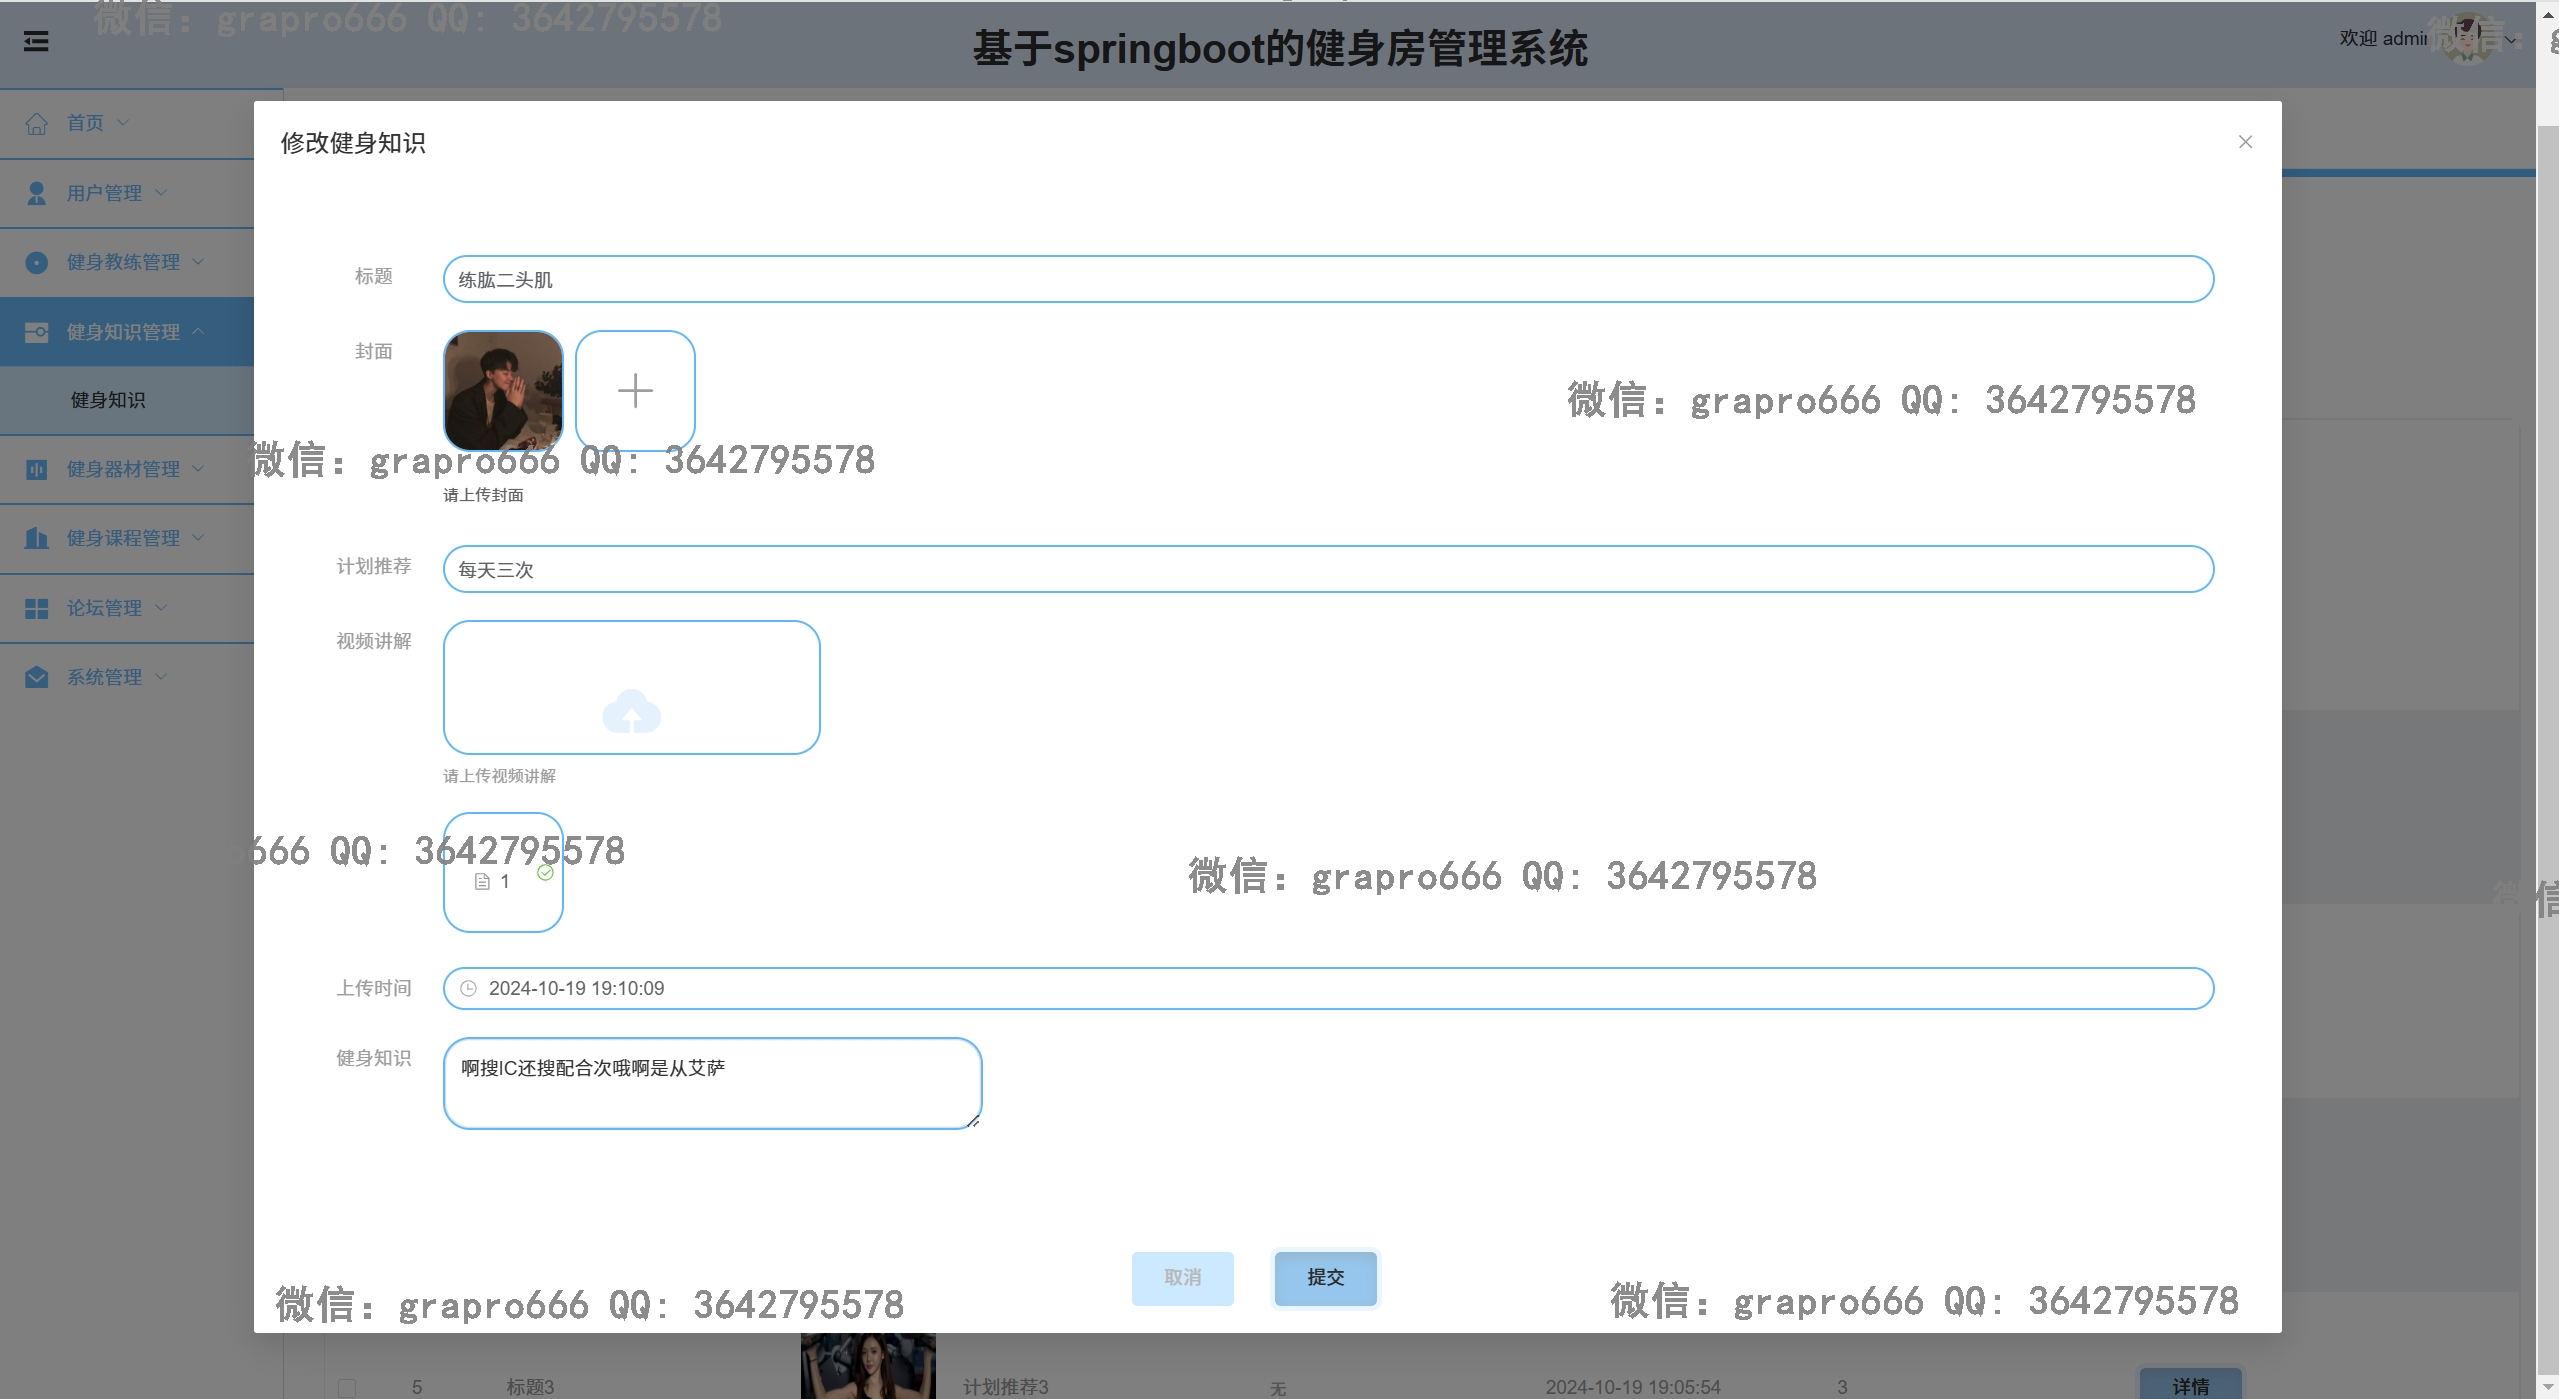 微信：grapro666 QQ: 3642795578
基于springboot的健身房管理系统
欢迎 admin
首页
用户管理
健身教练管理
健身知识管理
健身知识
健身器材管理
健身课程管理
论坛管理
系统管理
修改健身知识
标题
练肱二头肌
封面
微信：grapro666 QQ: 3642795578
微信：grapro666 QQ: 3642795578
请上传封面
计划推荐
每天三次
视频讲解
请上传视频讲解
666 QQ: 3642795578
1
微信：grapro666 QQ: 3642795578
上传时间
2024-10-19 19:10:09
健身知识
啊搜IC还搜配合次哦啊是从艾萨
取消
提交
微信：grapro666 QQ: 3642795578
微信：grapro666 QQ: 3642795578
5
标题3
计划推荐3
无
2024-10-19 19:05:54
3
详情